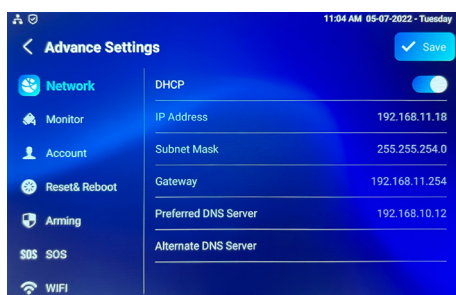 11:04 AM 05-07-2022 - Tuesday
Advance Settings
Save
Network
DHCP
Monitor
IP Address 192.168.11.18
Account
Subnet Mask 255.255.254.0
Reset& Reboot
Gateway 192.168.11.254
Arming
Preferred DNS Server 192.168.10.12
SOS SOS
Alternate DNS Server
WIFI